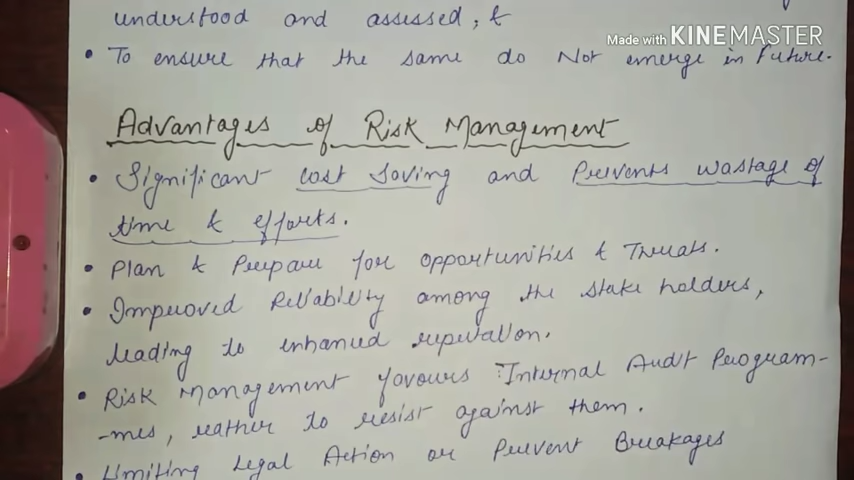 understood and assessed, &
Made with KINEMASTER
• To ensure that the same do Not emerge in Future.
Advantages of Risk Management
• Significant cost saving and Prevents wastage of
time & efforts.
• Plan & Prepare for opportunities & Threats.
• Improved Reliability among the stake holders,
leading to enhanced reputation.
• Risk Management favours Internal Audit Program-
-mes, rather to resist against them.
• Limiting Legal Action or Prevent Breakages